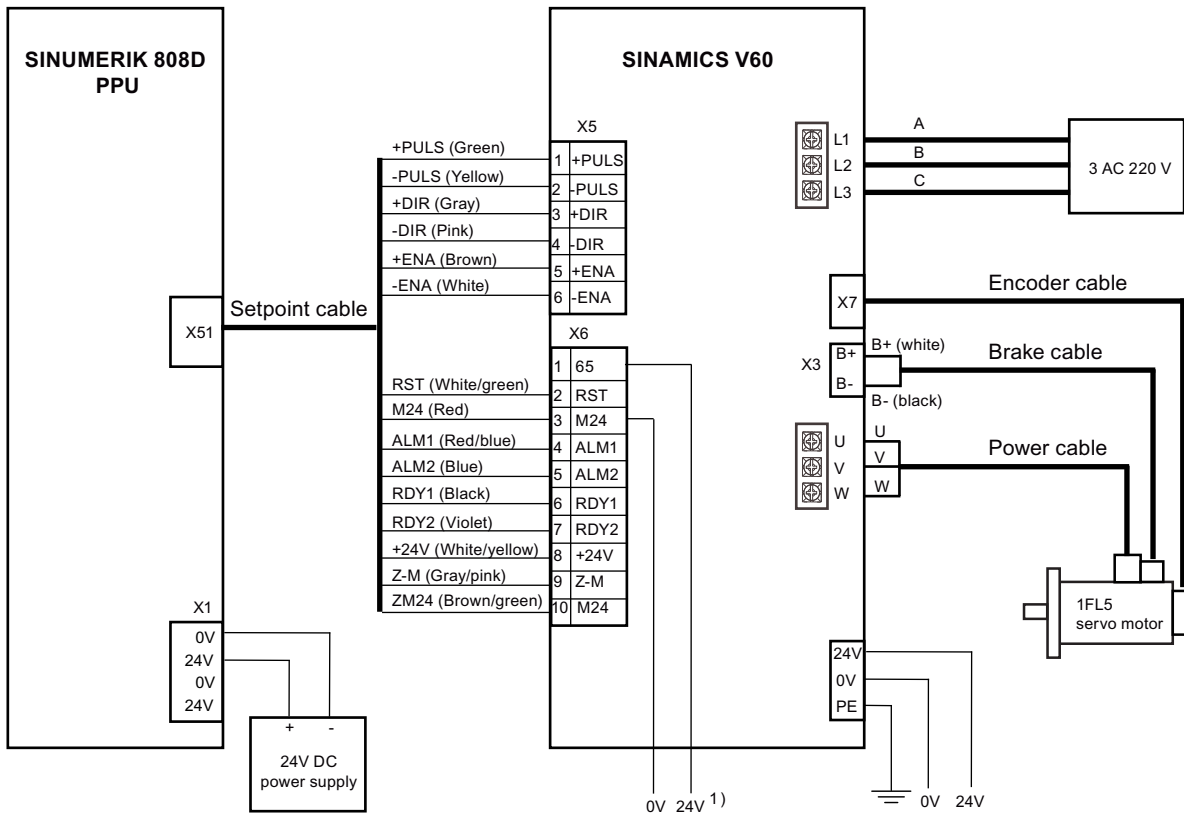 SINUMERIK 808D
PPU
X51
Setpoint cable
X1
0V
24V
0V
24V
+ -
24V DC
power supply
+PULS (Green)
-PULS (Yellow)
+DIR (Gray)
-DIR (Pink)
+ENA (Brown)
-ENA (White)
RST (White/green)
M24 (Red)
ALM1 (Red/blue)
ALM2 (Blue)
RDY1 (Black)
RDY2 (Violet)
+24V (White/yellow)
Z-M (Gray/pink)
ZM24 (Brown/green)
SINAMICS V60
X5
1 +PULS
2 -PULS
3 +DIR
4 -DIR
5 +ENA
6 -ENA
X6
1 65
2 RST
3 M24
4 ALM1
5 ALM2
6 RDY1
7 RDY2
8 +24V
9 Z-M
10 M24
0V 24V 1)
L1
L2
L3
A
B
C
3 AC 220 V
X7
Encoder cable
X3
B+
B-
B+ (white)
B- (black)
Brake cable
U
V
W
U
V
W
Power cable
1FL5
servo motor
24V
0V
PE
0V 24V